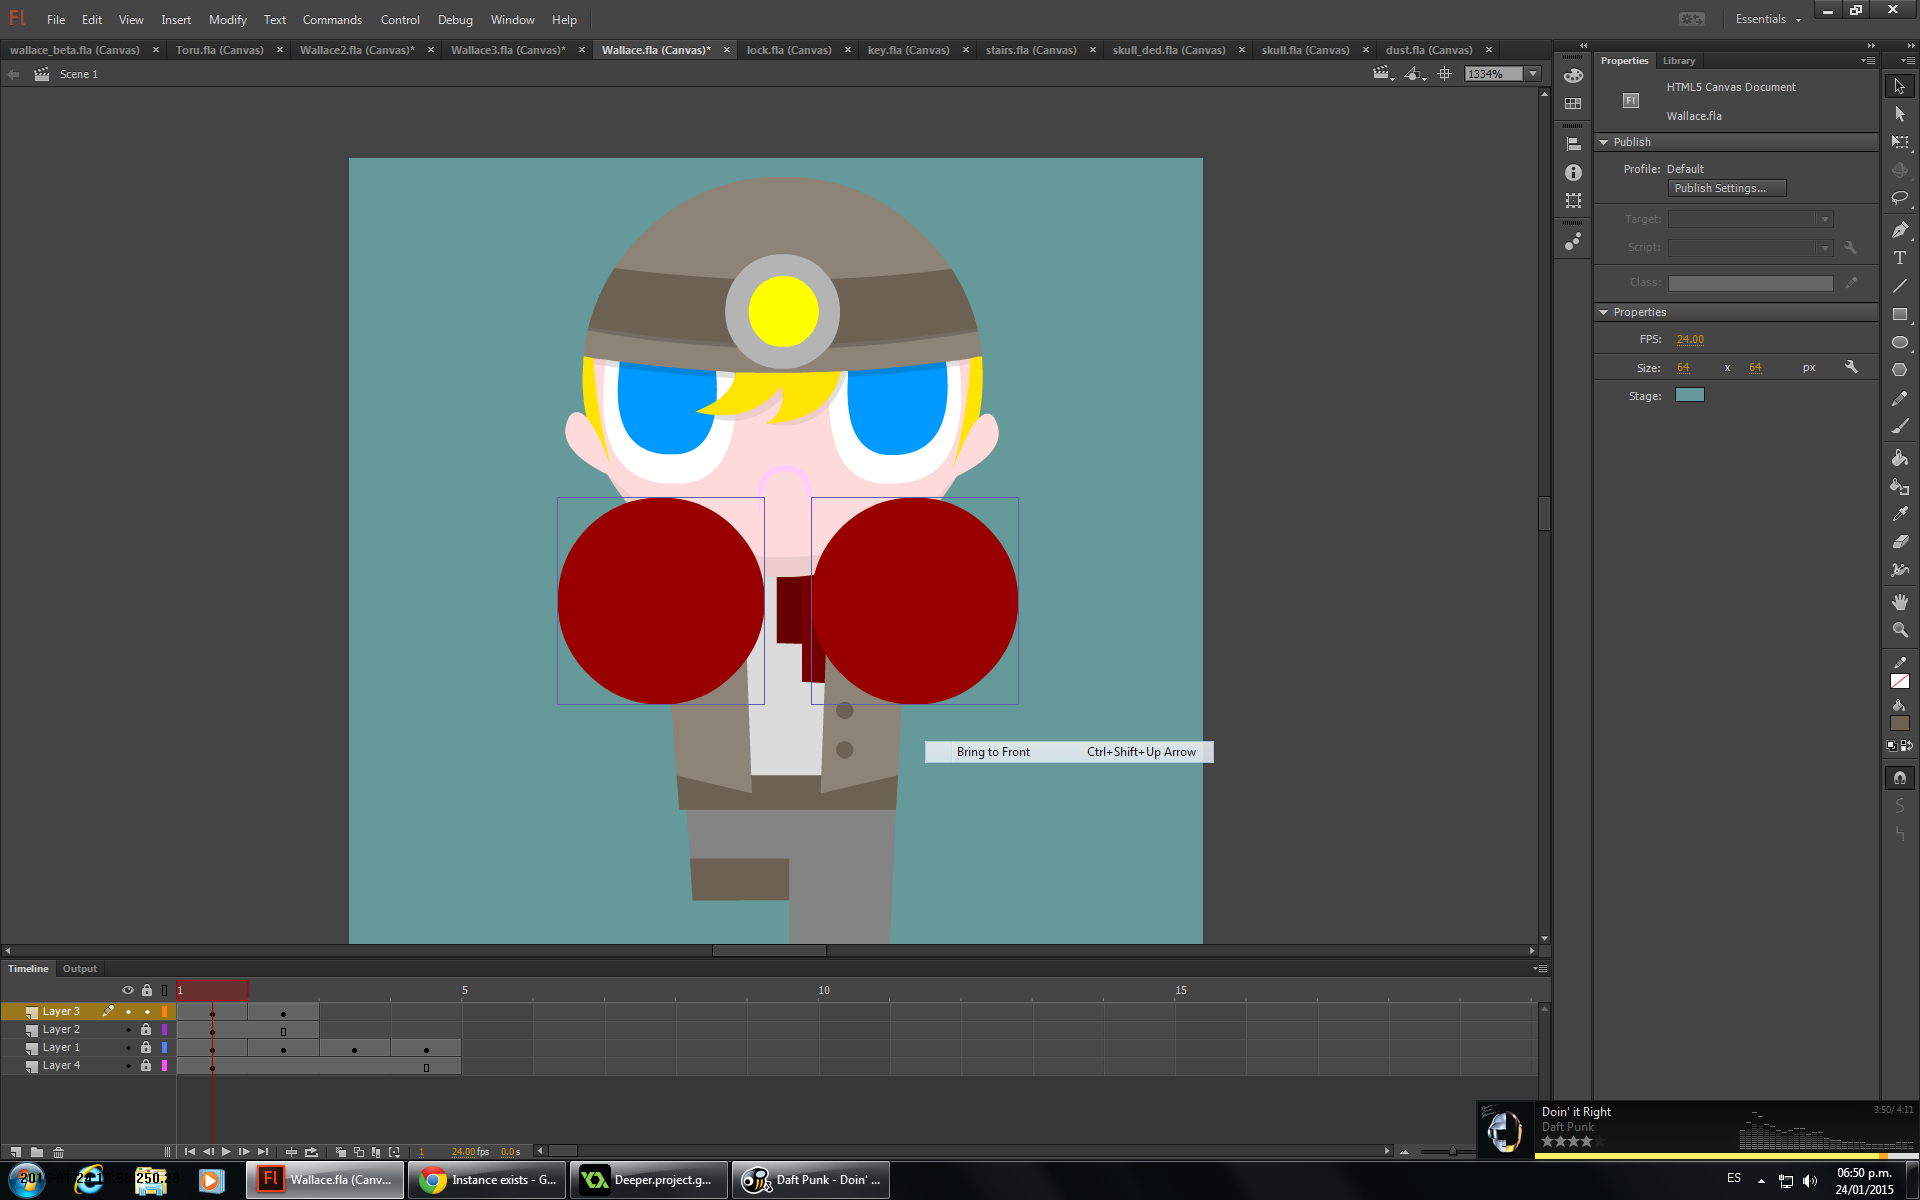 Fl File Edit View Insert Modify Text Commands Control Debug Window Help Essentials
wallace_beta.fla (Canvas) × Toru.fla (Canvas) × Wallace2.fla (Canvas)* × Wallace3.fla (Canvas)* × Wallace.fla (Canvas)* × lock.fla (Canvas) × key.fla (Canvas) × stairs.fla (Canvas) × skull_ded.fla (Canvas) × skull.fla (Canvas) × dust.fla (Canvas) ×
Scene 1
1334%
Properties Library
Fl
HTML5 Canvas Document
Wallace.fla
Publish
Profile: Default
Publish Settings...
Target:
Script:
Class:
Properties
FPS: 24.00
Size: 64 x 64 px
Stage:
Bring to Front Ctrl+Shift+Up Arrow
Timeline Output
1 5 10 15
Layer 3
Layer 2
Layer 1
Layer 4
1 24.00 fps 0.0 s
Doin' it Right 3:50/ 4:11
Daft Punk
Wallace.fla (Canv...
Instance exists - G...
Deeper.project.g...
Daft Punk - Doin' ...
ES
06:50 p.m.
24/01/2015